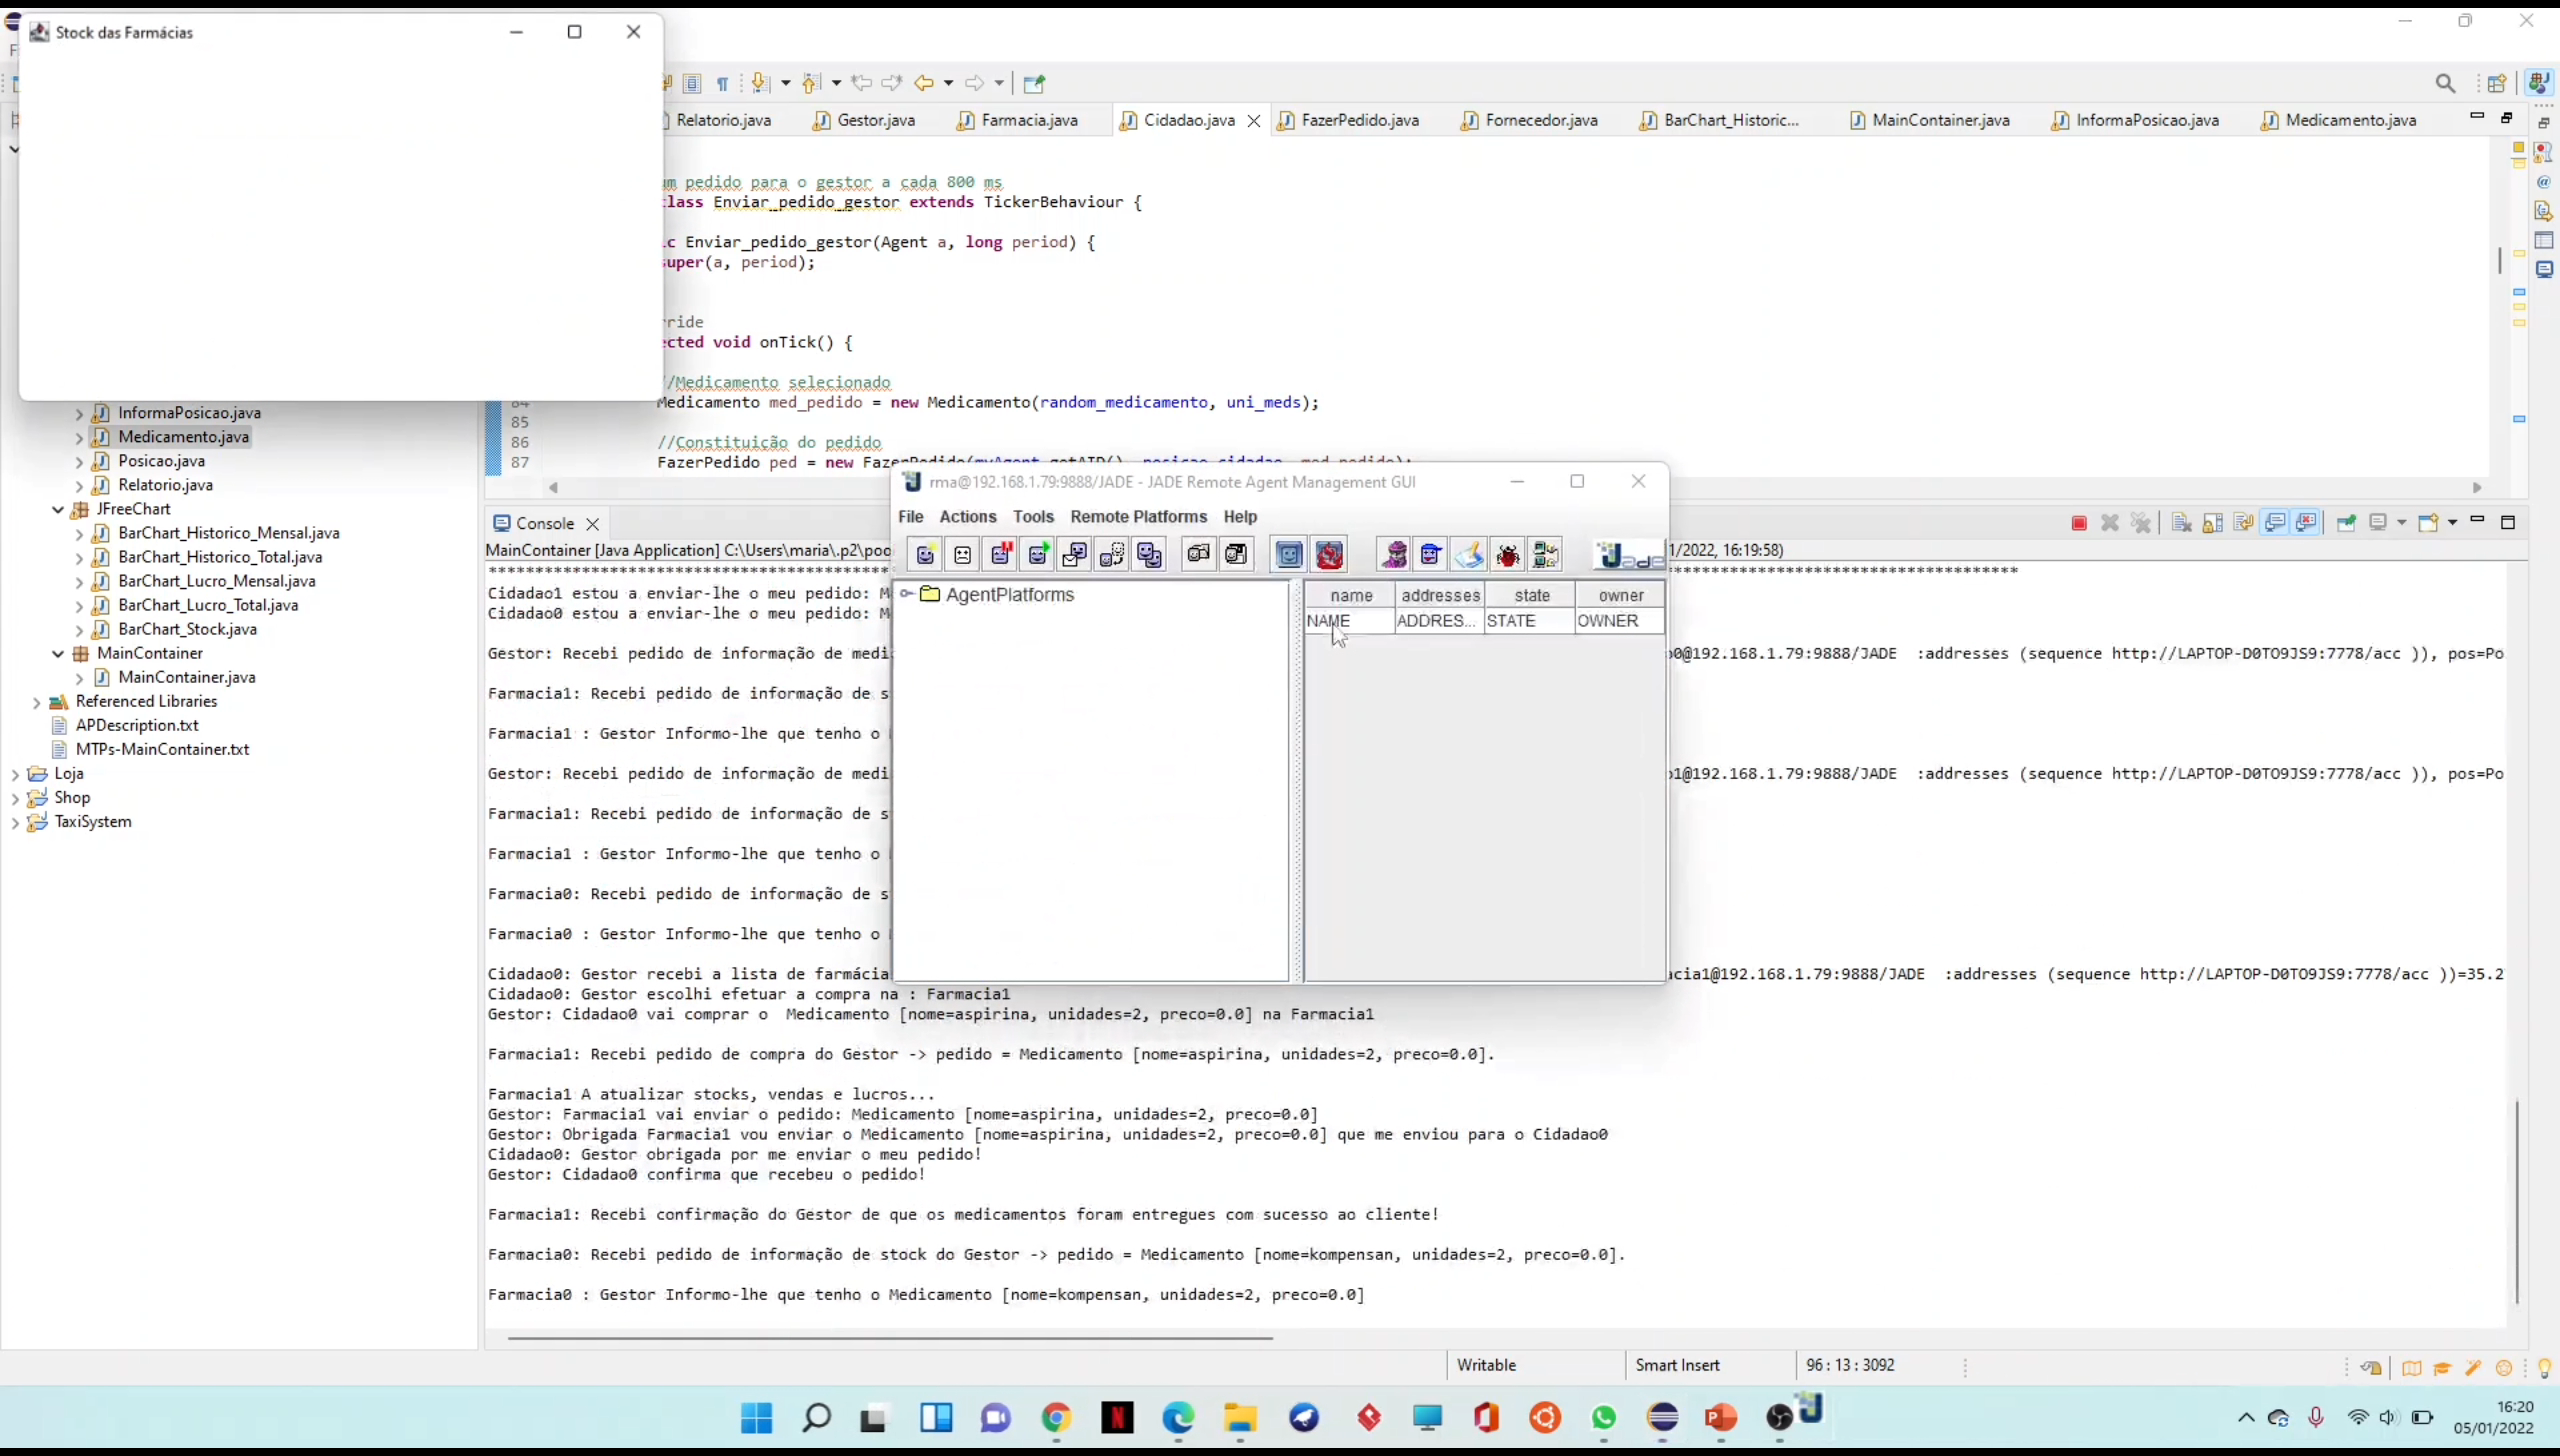 Stock das Farmácias
Relatorio.java
Gestor.java
Farmacia.java
Cidadao.java
FazerPedido.java
Fornecedor.java
BarChart_Historic...
MainContainer.java
InformaPosicao.java
Medicamento.java
pedido para o gestor a cada 800 ms
lass Enviar_pedido_gestor extends TickerBehaviour {
c Enviar_pedido_gestor(Agent a, long period) {
super(a, period);
rride
ected void onTick() {
//Medicamento selecionado
84 Medicamento med_pedido = new Medicamento(random_medicamento, uni_meds);
85
86 //Constituição do pedido
87 FazerPedido ped = new FazerPedido(myAgent.getAID(), posicao_cidadao, med_pedido);
InformaPosicao.java
Medicamento.java
Posicao.java
Relatorio.java
JFreeChart
BarChart_Historico_Mensal.java
BarChart_Historico_Total.java
BarChart_Lucro_Mensal.java
BarChart_Lucro_Total.java
BarChart_Stock.java
MainContainer
MainContainer.java
Referenced Libraries
APDescription.txt
MTPs-MainContainer.txt
Loja
Shop
TaxiSystem
rma@192.168.1.79:9888/JADE - JADE Remote Agent Management GUI
File Actions Tools Remote Platforms Help
Jade
AgentPlatforms
name addresses state owner
NAME ADDRES... STATE OWNER
Console
MainContainer [Java Application] C:\Users\maria\.p2\poo 1/2022, 16:19:58)
Cidadao1 estou a enviar-lhe o meu pedido: M
Cidadao0 estou a enviar-lhe o meu pedido: M
Gestor: Recebi pedido de informação de medi o0@192.168.1.79:9888/JADE :addresses (sequence http://LAPTOP-D0TO9JS9:7778/acc )), pos=Po
Farmacia1: Recebi pedido de informação de s
Farmacia1 : Gestor Informo-lhe que tenho o
Gestor: Recebi pedido de informação de medi o1@192.168.1.79:9888/JADE :addresses (sequence http://LAPTOP-D0TO9JS9:7778/acc )), pos=Po
Farmacia1: Recebi pedido de informação de s
Farmacia1 : Gestor Informo-lhe que tenho o
Farmacia0: Recebi pedido de informação de s
Farmacia0 : Gestor Informo-lhe que tenho o
Cidadao0: Gestor recebi a lista de farmácia acia1@192.168.1.79:9888/JADE :addresses (sequence http://LAPTOP-D0TO9JS9:7778/acc ))=35.2
Cidadao0: Gestor escolhi efetuar a compra na : Farmacia1
Gestor: Cidadao0 vai comprar o Medicamento [nome=aspirina, unidades=2, preco=0.0] na Farmacia1
Farmacia1: Recebi pedido de compra do Gestor -> pedido = Medicamento [nome=aspirina, unidades=2, preco=0.0].
Farmacia1 A atualizar stocks, vendas e lucros...
Gestor: Farmacia1 vai enviar o pedido: Medicamento [nome=aspirina, unidades=2, preco=0.0]
Gestor: Obrigada Farmacia1 vou enviar o Medicamento [nome=aspirina, unidades=2, preco=0.0] que me enviou para o Cidadao0
Cidadao0: Gestor obrigada por me enviar o meu pedido!
Gestor: Cidadao0 confirma que recebeu o pedido!
Farmacia1: Recebi confirmação do Gestor de que os medicamentos foram entregues com sucesso ao cliente!
Farmacia0: Recebi pedido de informação de stock do Gestor -> pedido = Medicamento [nome=kompensan, unidades=2, preco=0.0].
Farmacia0 : Gestor Informo-lhe que tenho o Medicamento [nome=kompensan, unidades=2, preco=0.0]
Writable
Smart Insert
96 : 13 : 3092
16:20
05/01/2022